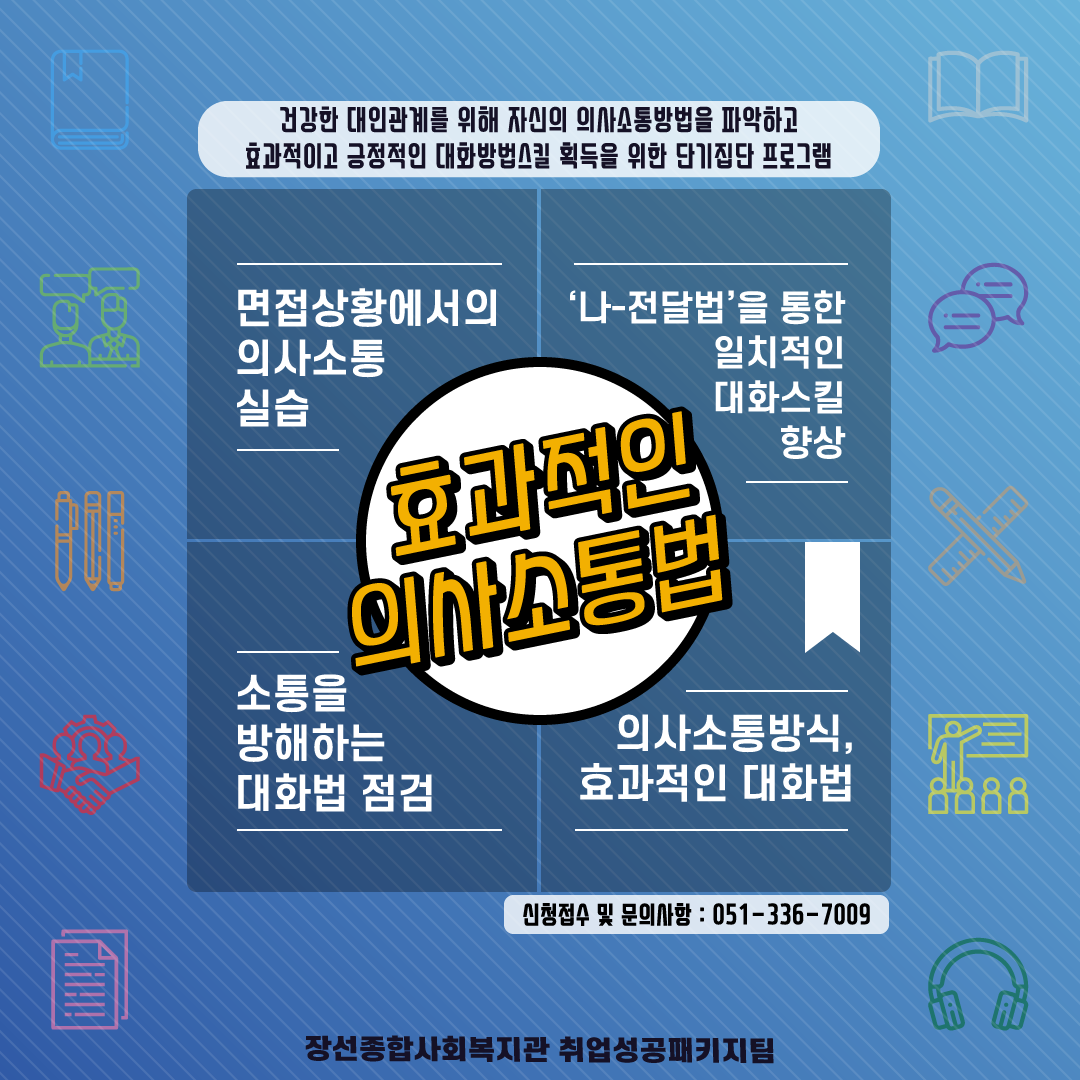 건강한 대인관계를 위해 자신의 의사소통방법을 파악하고
효과적이고 긍정적인 대화방법스킬 획득을 위한 단기집단 프로그램
면접상황에서의
의사소통
실습
‘나-전달법’을 통한
일치적인
대화스킬
향상
효과적인
의사소통법
소통을
방해하는
대화법 점검
의사소통방식,
효과적인 대화법
신청접수 및 문의사항 : 051-336-7009
장선종합사회복지관 취업성공패키지팀